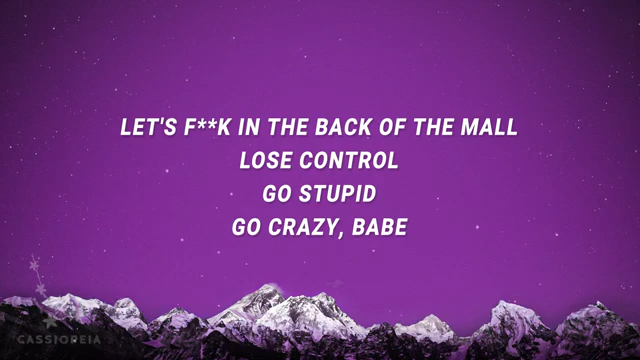 LET'S F**K IN THE BACK OF THE MALL
LOSE CONTROL
GO STUPID
GO CRAZY, BABE
CASSIOPEIA